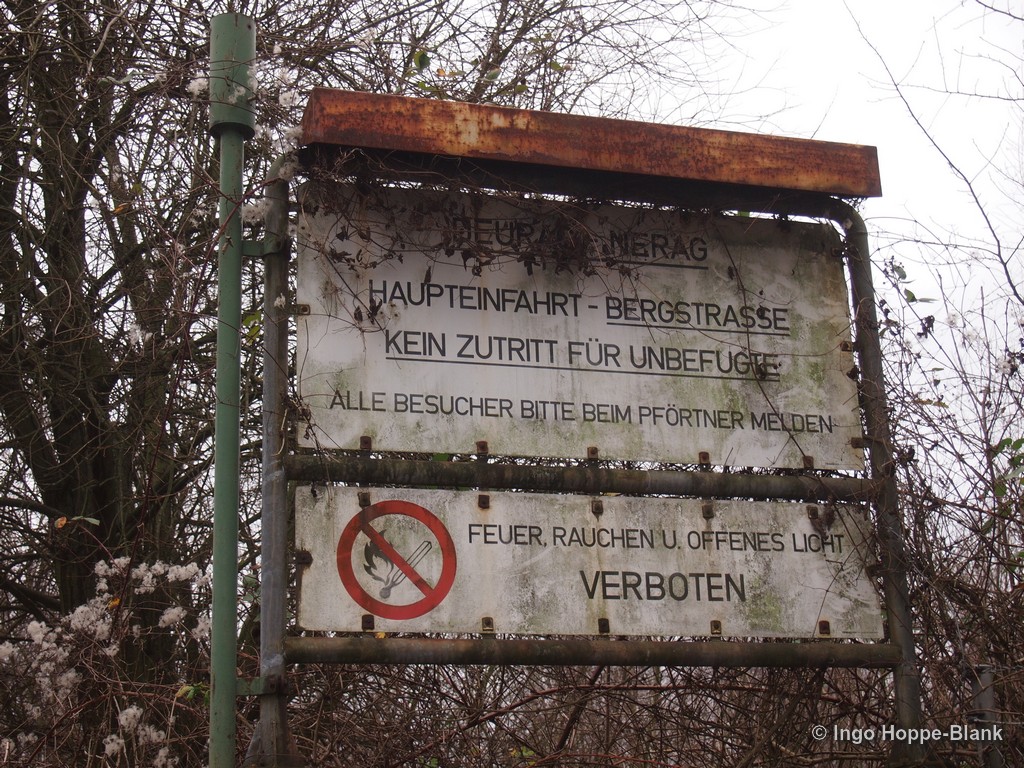 NERAG
HAUPTEINFAHRT - BERGSTRASSE
KEIN ZUTRITT FÜR UNBEFUGTE
ALLE BESUCHER BITTE BEIM PFÖRTNER MELDEN
FEUER, RAUCHEN U. OFFENES LICHT
VERBOTEN
© Ingo Hoppe-Blank